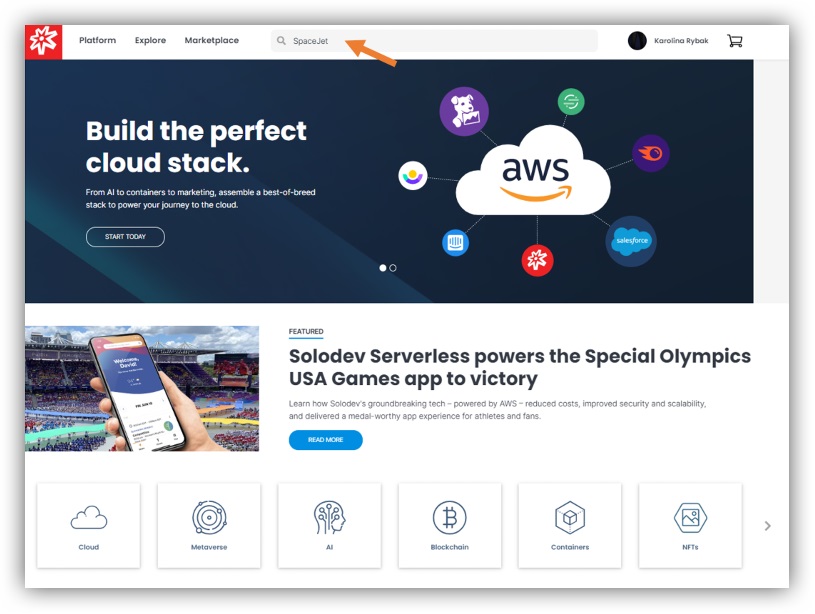 Platform
Explore
Marketplace
SpaceJet
Karolina Rybak
Build the perfect
cloud stack.
From AI to containers to marketing, assemble a best-of-breed
stack to power your journey to the cloud.
START TODAY
aws
salesforce
Welcome,
David!
FEATURED
Solodev Serverless powers the Special Olympics
USA Games app to victory
Learn how Solodev's groundbreaking tech – powered by AWS – reduced costs, improved security and scalability,
and delivered a medal-worthy app experience for athletes and fans.
READ MORE
Cloud
Metaverse
AI
Blockchain
Containers
NFTs